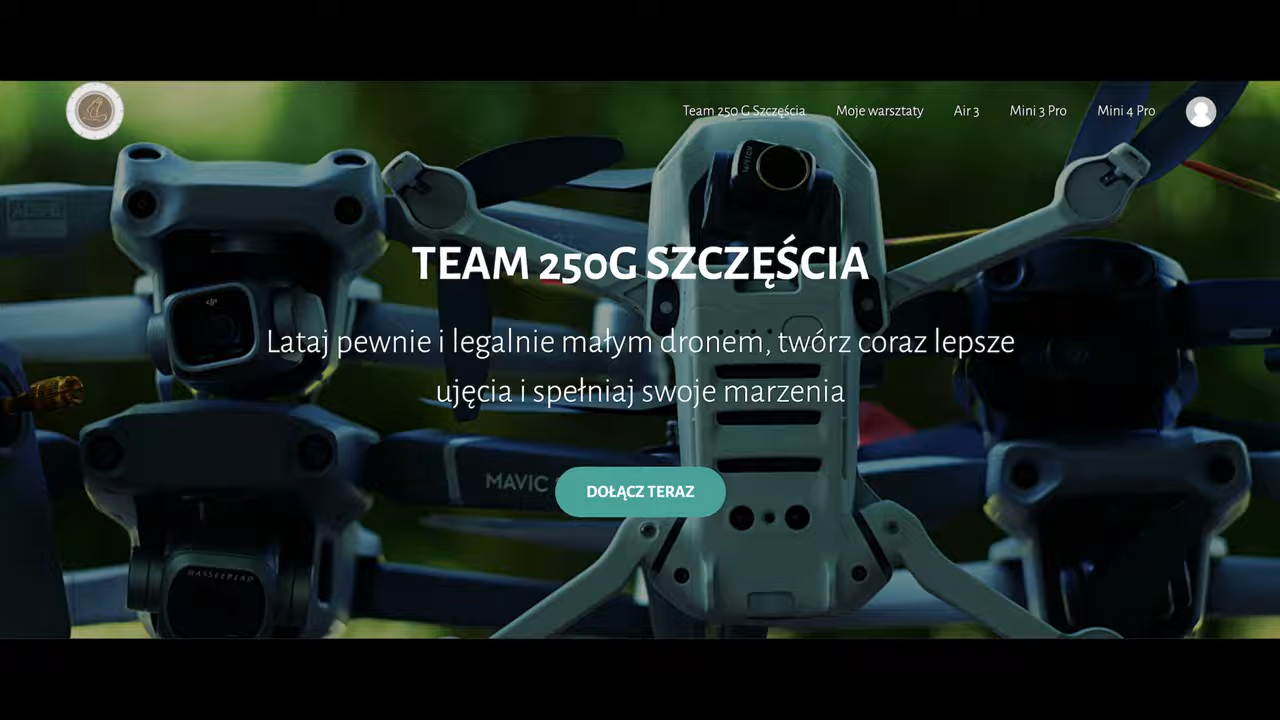 Team 250 G Szczęścia
Moje warsztaty
Air 3
Mini 3 Pro
Mini 4 Pro
TEAM 250G SZCZĘŚCIA
Lataj pewnie i legalnie małym dronem, twórz coraz lepsze
ujęcia i spełniaj swoje marzenia
MAVIC
DOŁĄCZ TERAZ
HASSELBLAD